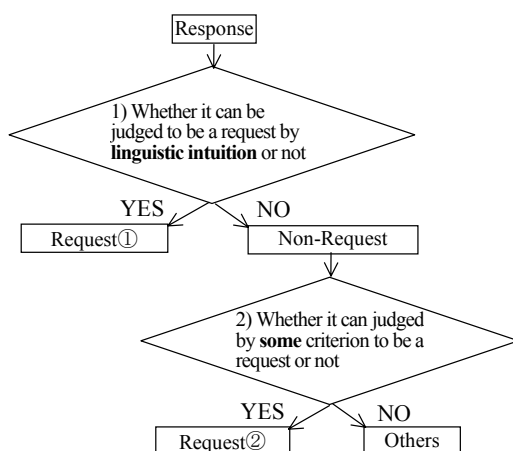 Response
1) Whether it can be
judged to be a request by
linguistic intuition or not
YES
NO
Request①
Non-Request
2) Whether it can judged
by some criterion to be a
request or not
YES
NO
Request②
Others